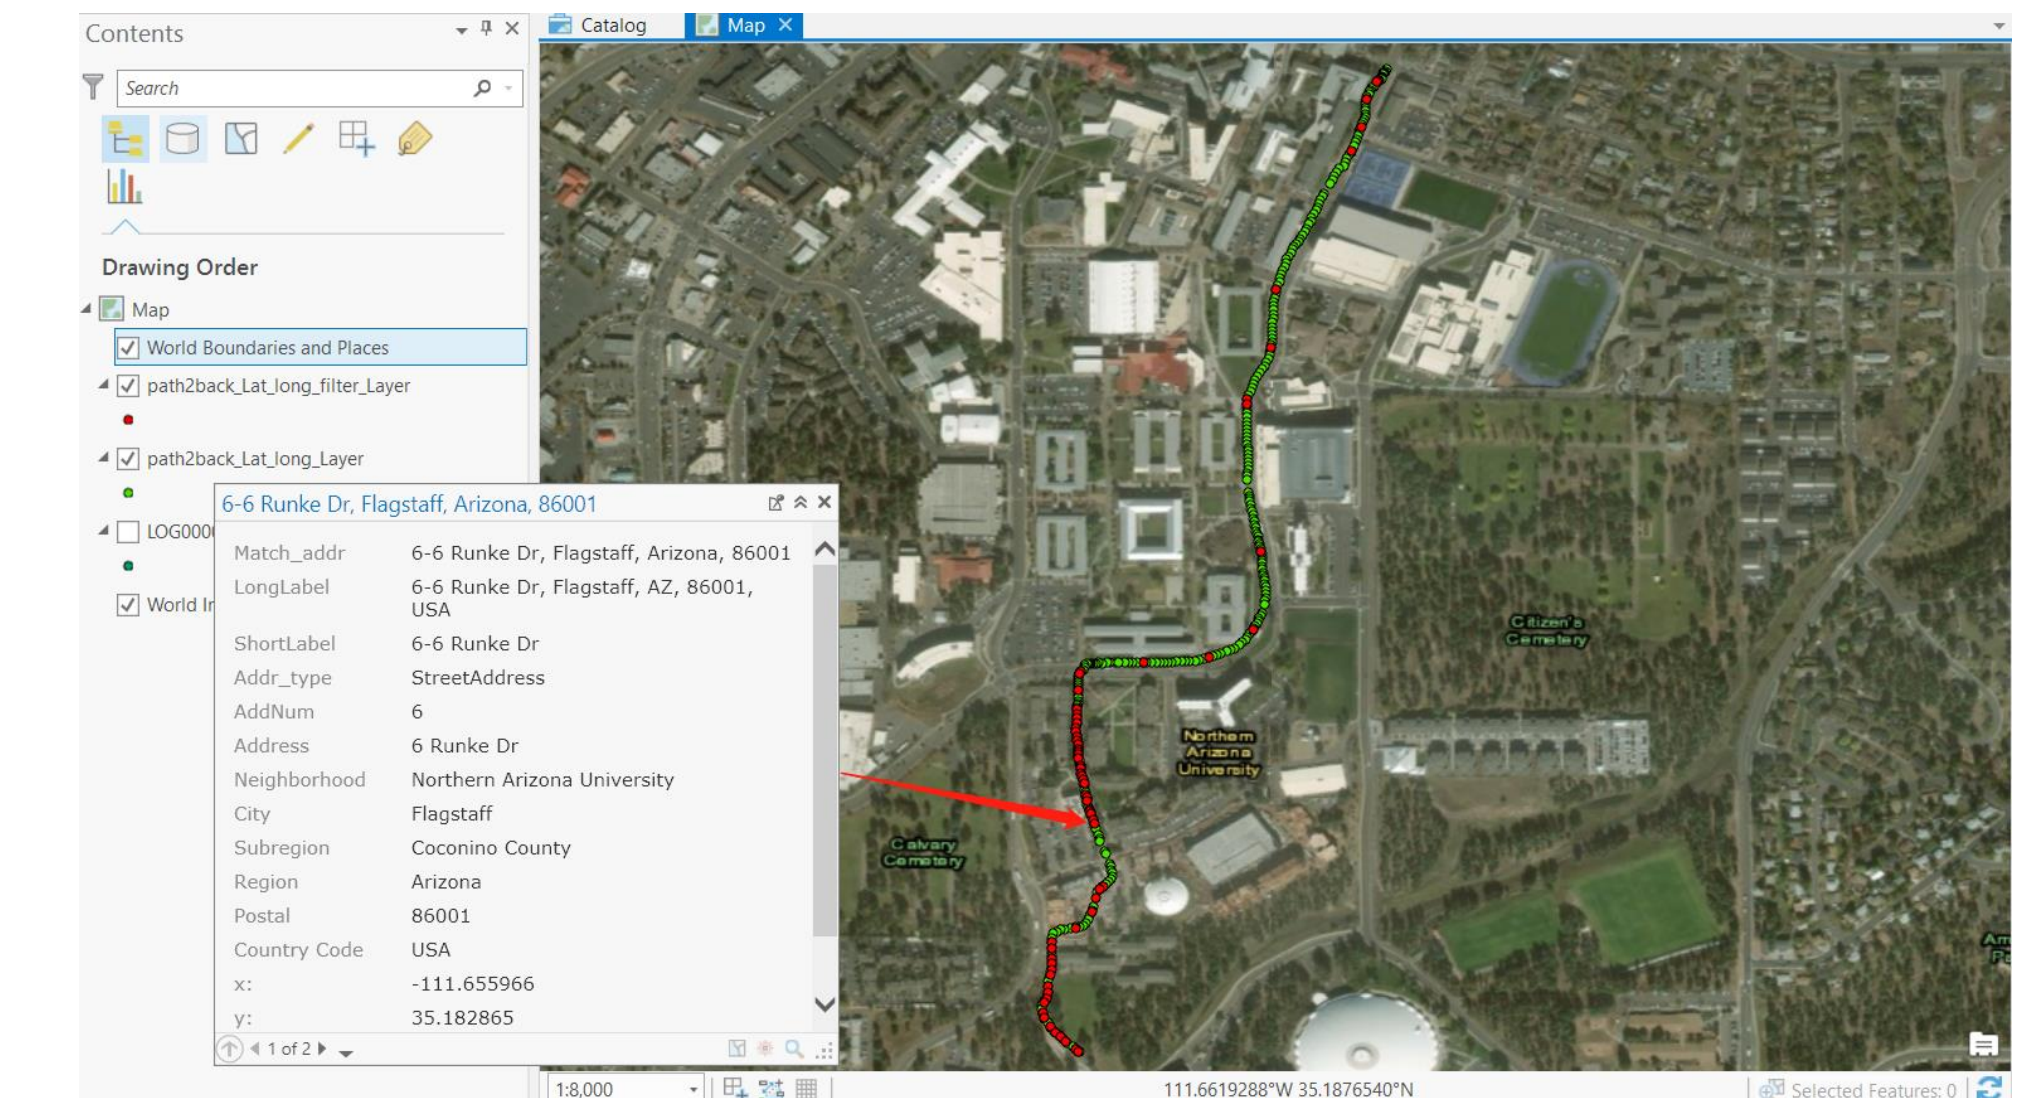 Contents
Catalog
Map
Search
Drawing Order
Map
World Boundaries and Places
path2back_Lat_long_filter_Layer
path2back_Lat_long_Layer
LOG000
World Ir
6-6 Runke Dr, Flagstaff, Arizona, 86001
Match_addr 6-6 Runke Dr, Flagstaff, Arizona, 86001
LongLabel 6-6 Runke Dr, Flagstaff, AZ, 86001,
USA
ShortLabel 6-6 Runke Dr
Addr_type StreetAddress
AddNum 6
Address 6 Runke Dr
Neighborhood Northern Arizona University
City Flagstaff
Subregion Coconino County
Region Arizona
Postal 86001
Country Code USA
x: -111.655966
y: 35.182865
1 of 2
Citizen's
Cemetery
Northern
Arizona
University
Calvary
Cemetery
1:8,000
111.6619288°W 35.1876540°N
Selected Features: 0